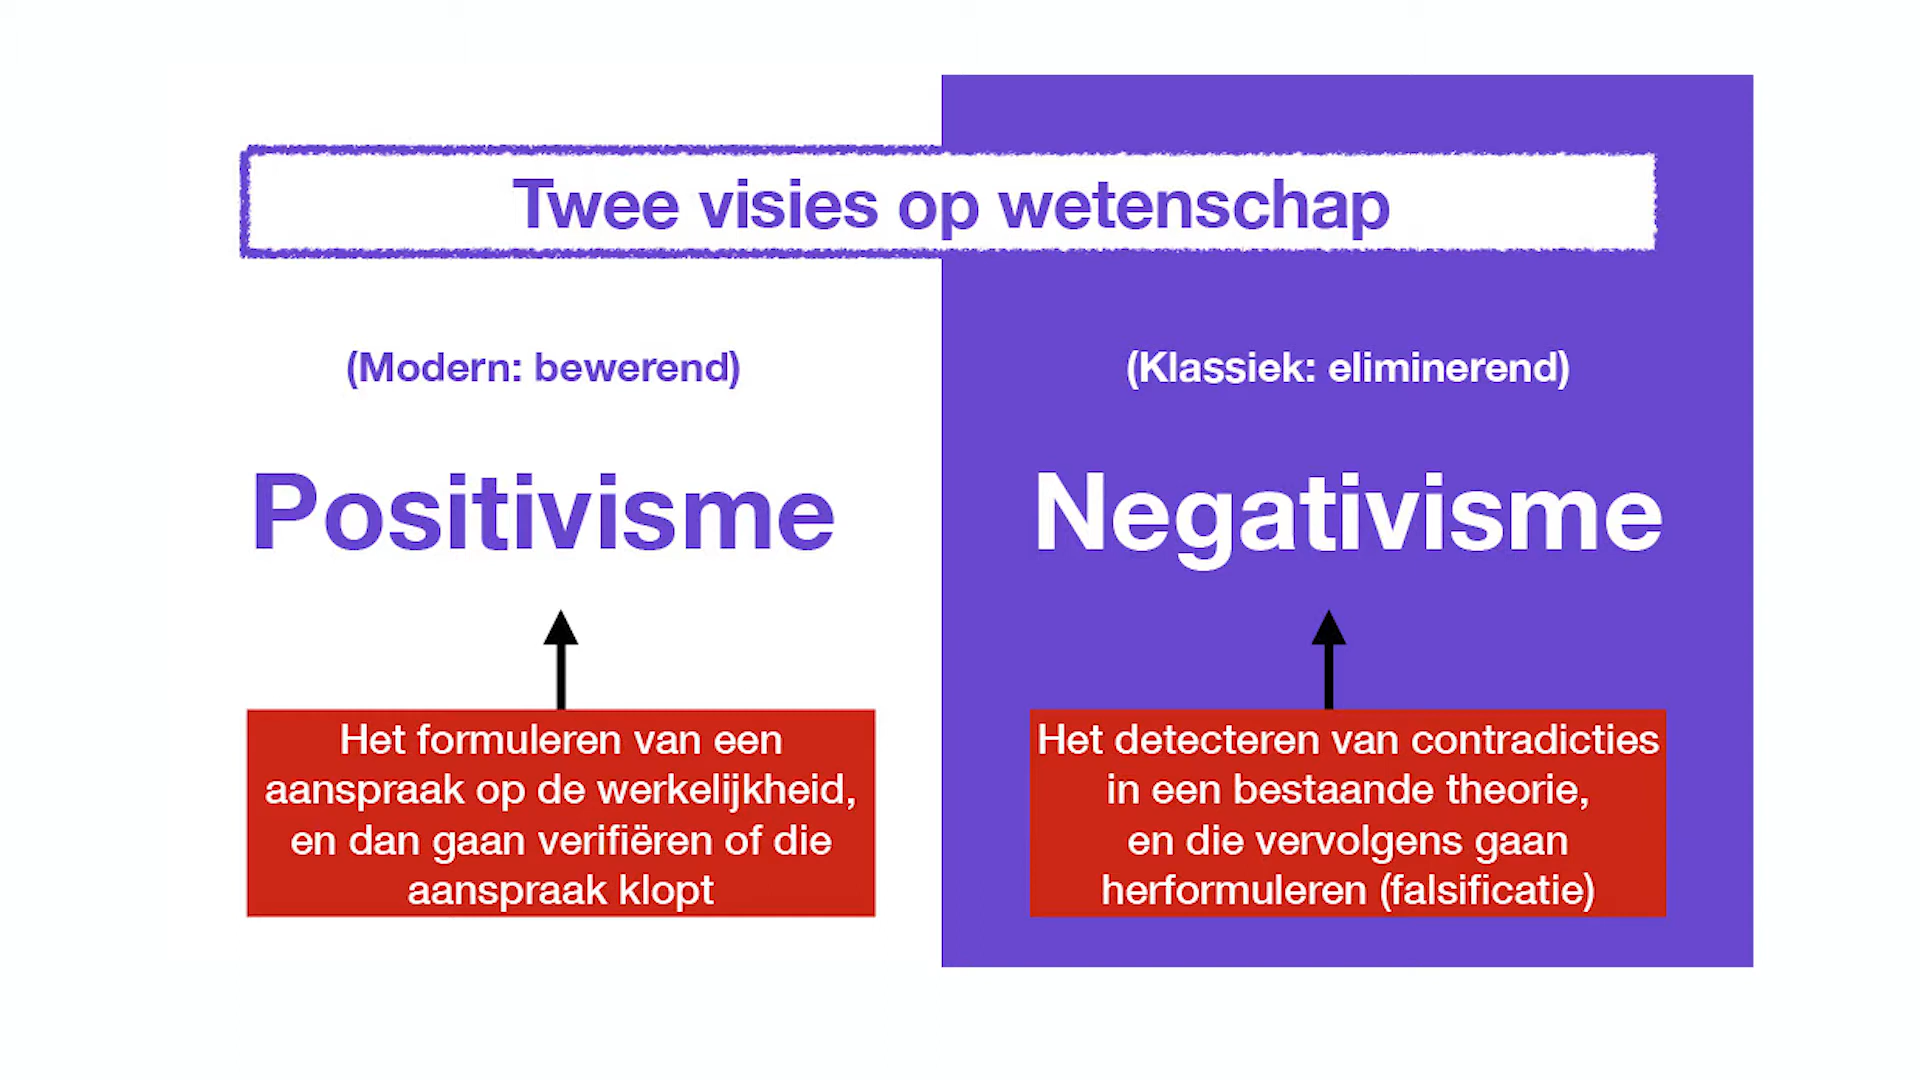 Twee visies op wetenschap
(Modern: bewerend)
Positivisme
Het formuleren van een
aanspraak op de werkelijkheid,
en dan gaan verifiëren of die
aanspraak klopt
(Klassiek: eliminerend)
Negativisme
Het detecteren van contradicties
in een bestaande theorie,
en die vervolgens gaan
herformuleren (falsificatie)